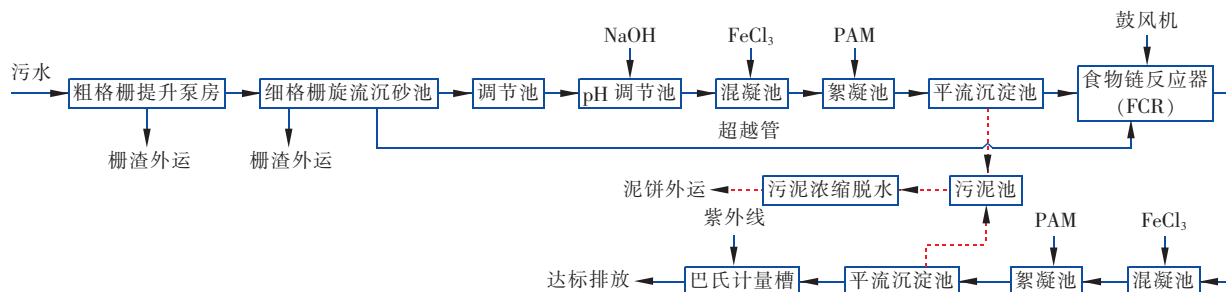 NaOH
FeCl₃
PAM
鼓风机
污水
粗格栅提升泵房
细格栅旋流沉砂池
调节池
pH 调节池
混凝池
絮凝池
平流沉淀池
食物链反应器
(FCR)
超越管
栅渣外运
栅渣外运
泥饼外运
污泥浓缩脱水
污泥池
紫外线
PAM
FeCl₃
达标排放
巴氏计量槽
平流沉淀池
絮凝池
混凝池